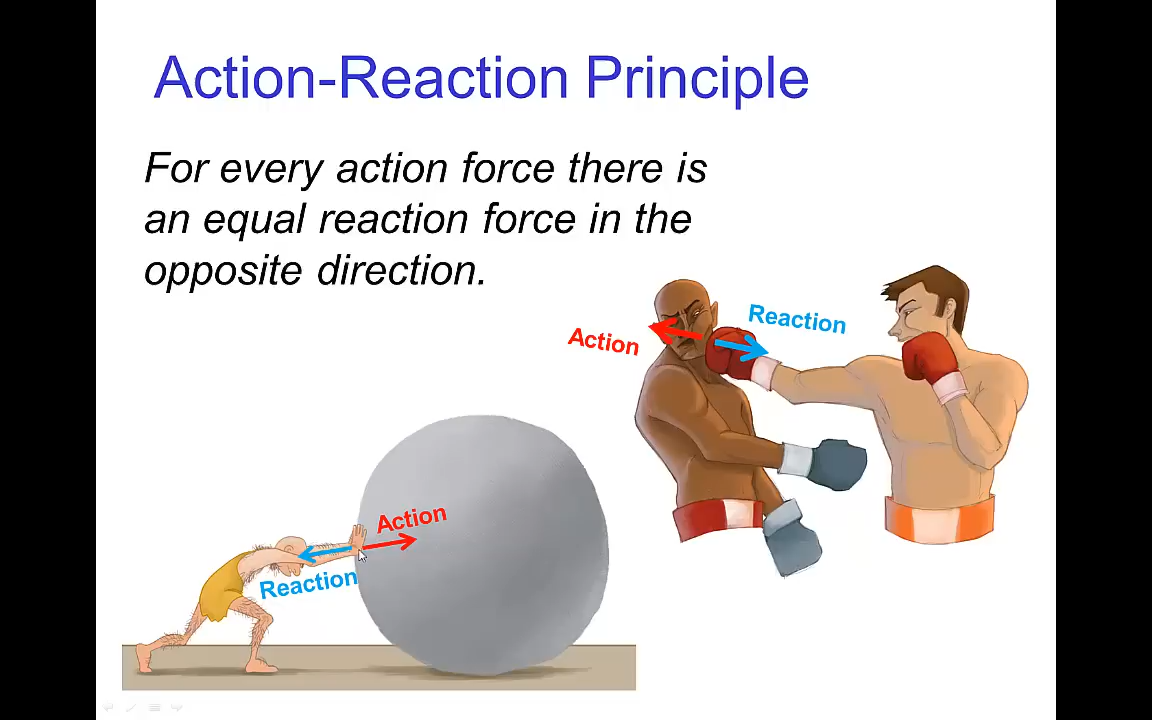 Action-Reaction Principle
For every action force there is
an equal reaction force in the
opposite direction.
Reaction
Action
Action
Reaction